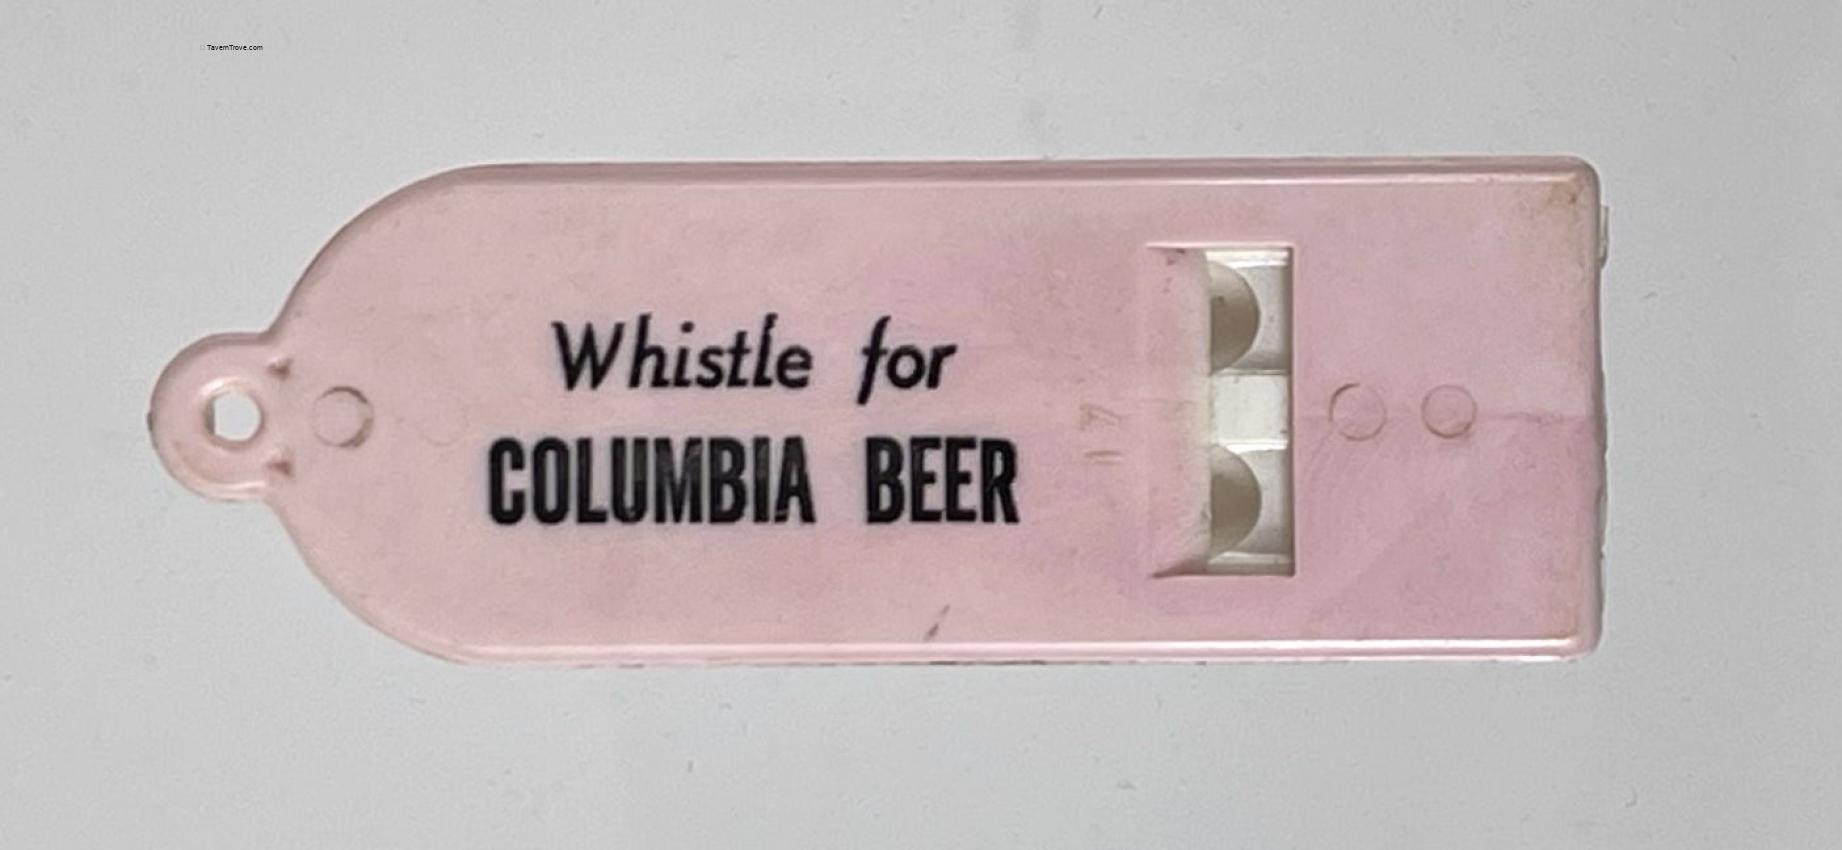 © TavernTrove.com
Whistle for
COLUMBIA BEER